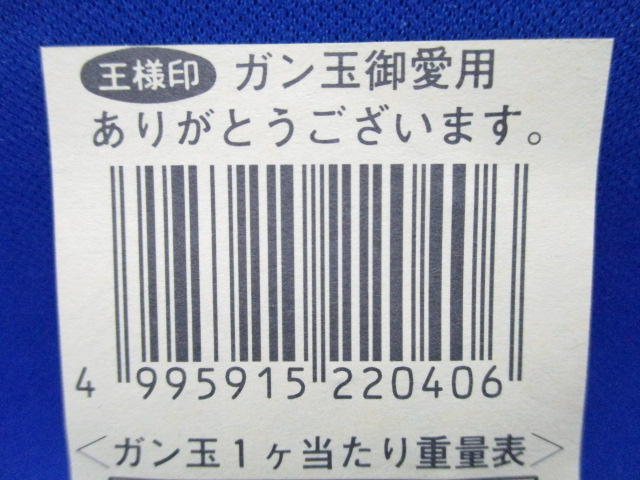 王様印 ガン玉御愛用
ありがとうございます。
4 995915 220406
＜ガン玉1ヶ当たり重量表＞